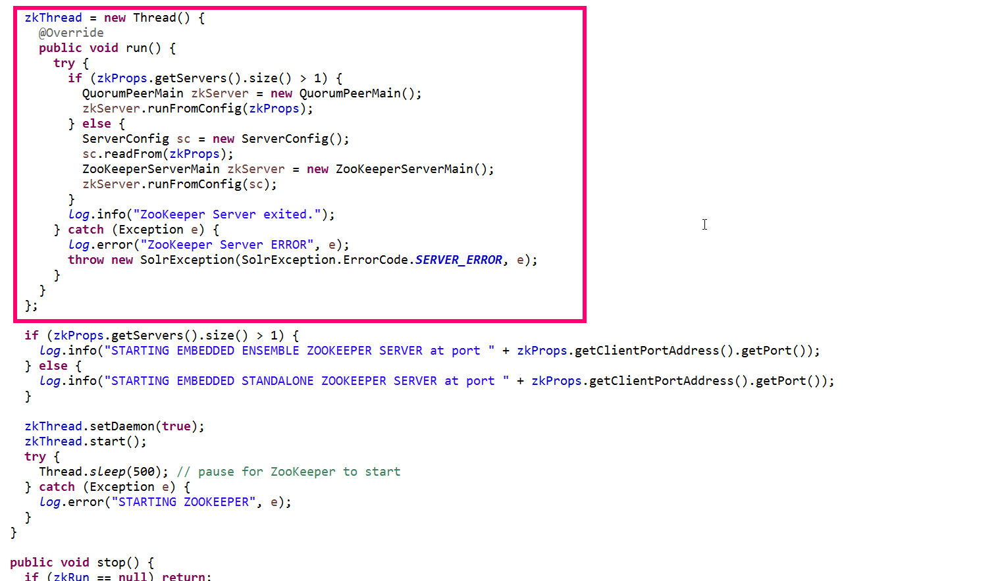 zkThread = new Thread() {
@Override
public void run() {
try {
if (zkProps.getServers().size() > 1) {
QuorumPeerMain zkServer = new QuorumPeerMain();
zkServer.runFromConfig(zkProps);
} else {
ServerConfig sc = new ServerConfig();
sc.readFrom(zkProps);
ZooKeeperServerMain zkServer = new ZooKeeperServerMain();
zkServer.runFromConfig(sc);
}
log.info("ZooKeeper Server exited.");
} catch (Exception e) {
log.error("ZooKeeper Server ERROR", e);
throw new SolrException(SolrException.ErrorCode.SERVER_ERROR, e);
}
}
};
if (zkProps.getServers().size() > 1) {
log.info("STARTING EMBEDDED ENSEMBLE ZOOKEEPER SERVER at port " + zkProps.getClientPortAddress().getPort());
} else {
log.info("STARTING EMBEDDED STANDALONE ZOOKEEPER SERVER at port " + zkProps.getClientPortAddress().getPort());
}
zkThread.setDaemon(true);
zkThread.start();
try {
Thread.sleep(500); // pause for ZooKeeper to start
} catch (Exception e) {
log.error("STARTING ZOOKEEPER", e);
}
}
public void stop() {
if (zkRun == null) return;